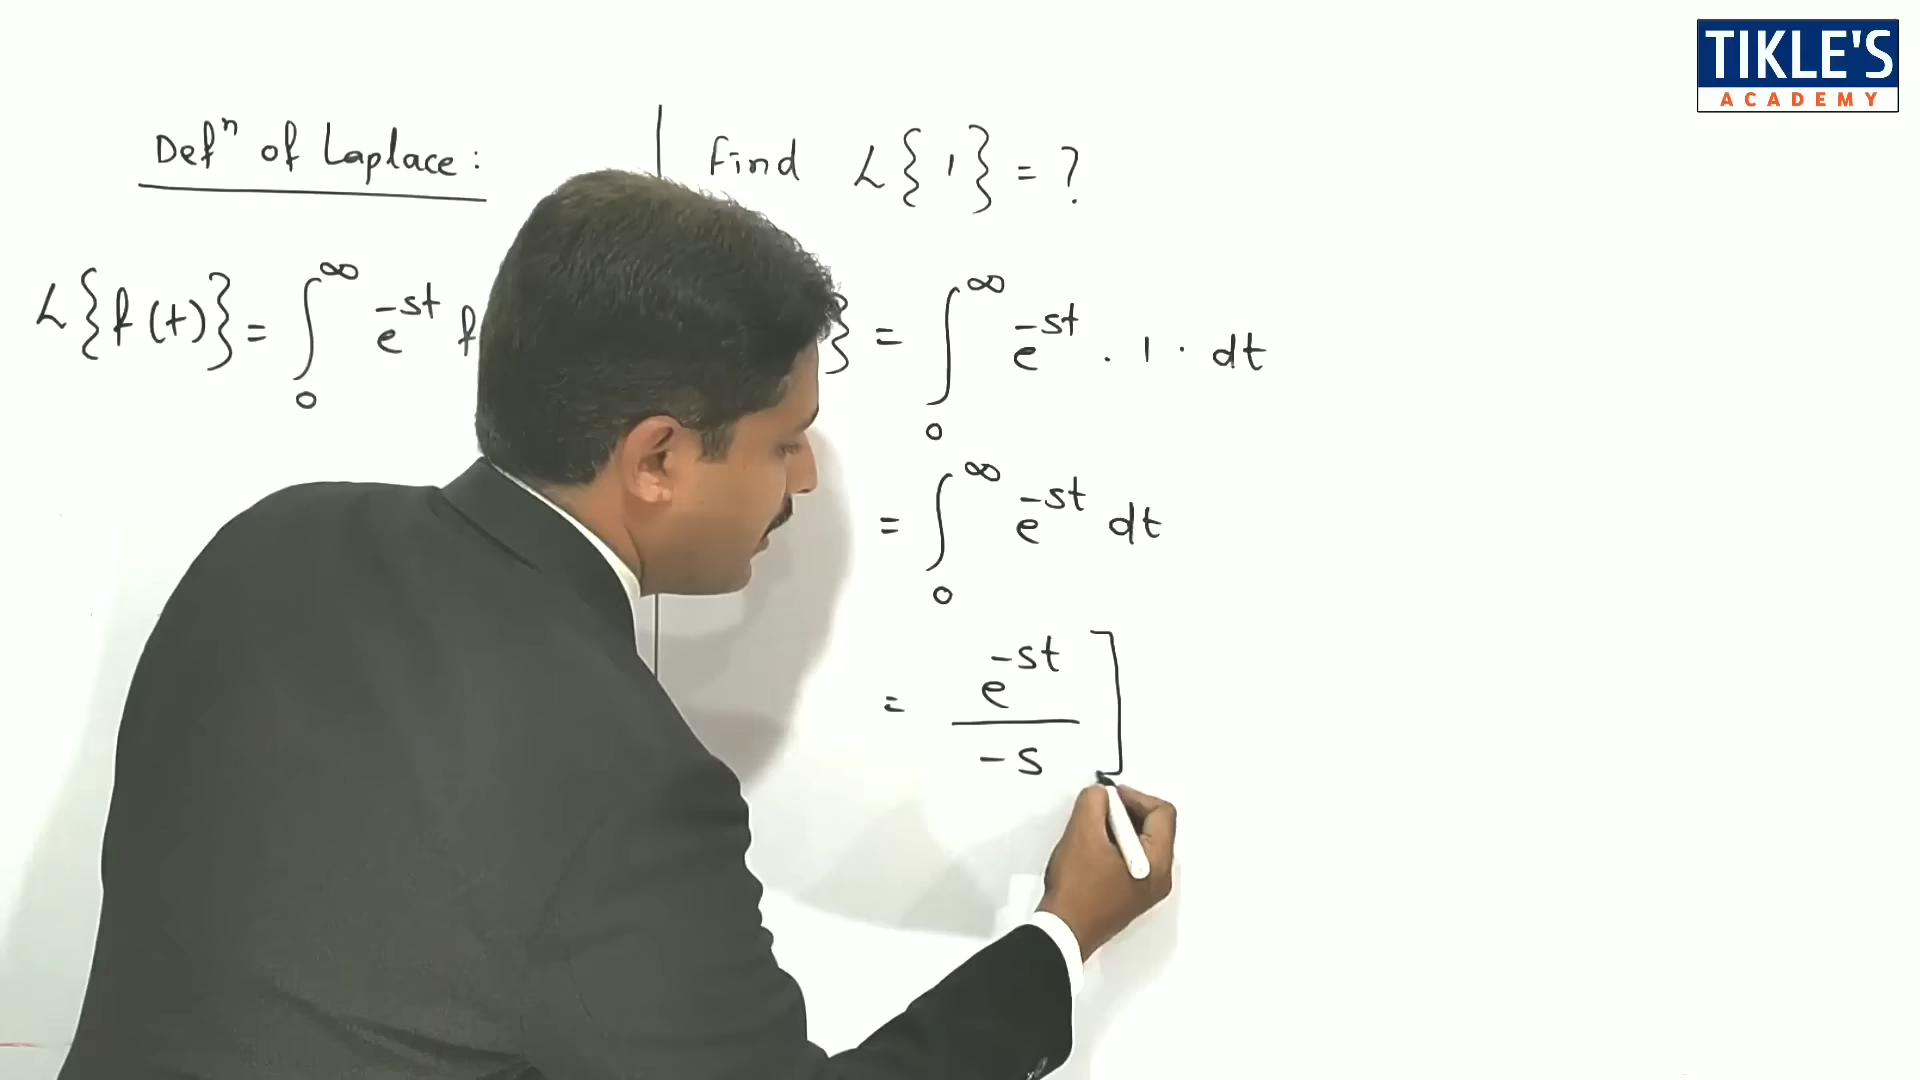 TIKLE'S
ACADEMY
Defⁿ of Laplace:
L{f(t)} = ∫₀^∞ e^-st f
Find L{1} = ?
} = ∫₀^∞ e^-st . 1 . dt
= ∫₀^∞ e^-st dt
= e^-st / -s ]